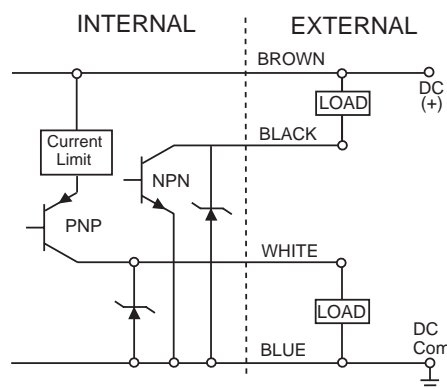 INTERNAL EXTERNAL
BROWN
DC
(+)
LOAD
BLACK
Current
Limit
NPN
PNP
WHITE
LOAD
DC
Com
BLUE